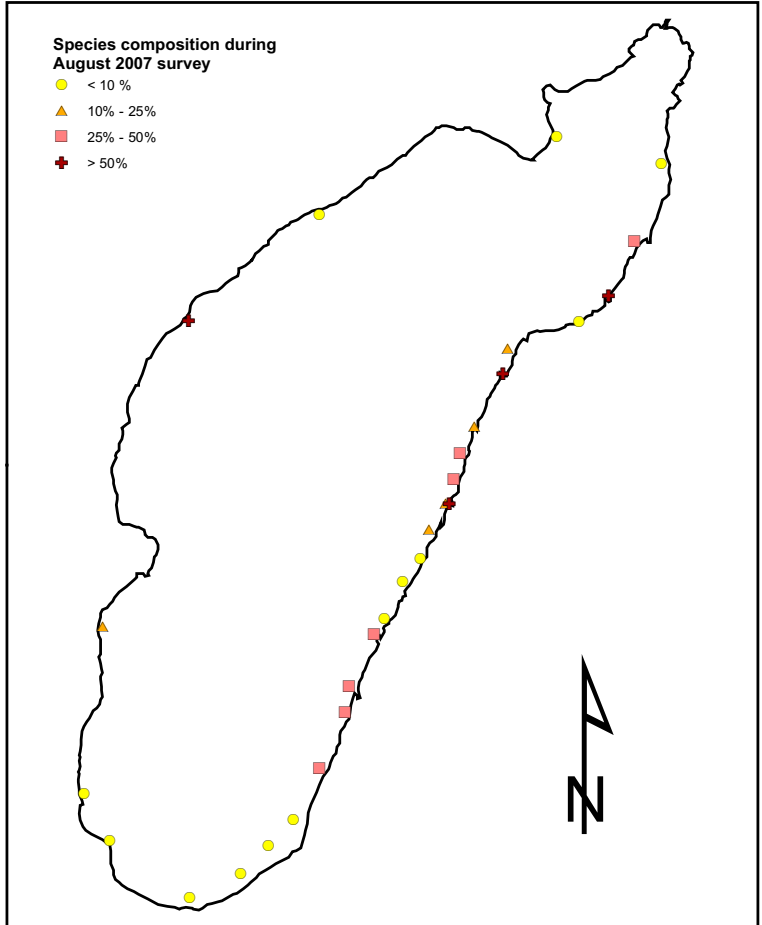 Species composition during
August 2007 survey
< 10 %
10% - 25%
25% - 50%
> 50%
N